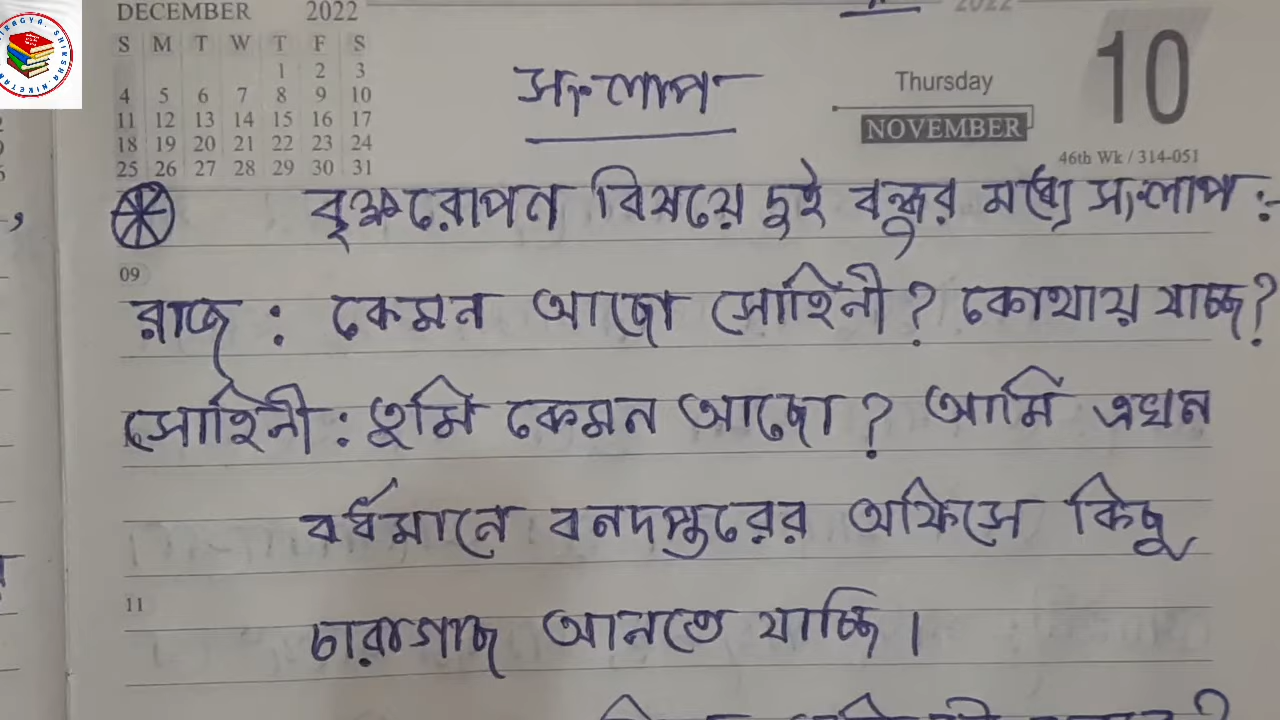 DECEMBER 2022
S M T W T F S
1 2 3
4 5 6 7 8 9 10
11 12 13 14 15 16 17
18 19 20 21 22 23 24
25 26 27 28 29 30 31
2022
Thursday
NOVEMBER
10
46th Wk / 314-051
সংলাপ
বৃক্ষরোপন বিষয়ে দুই বন্ধুর মধ্যে সংলাপ :-
09
রাজু : কেমন আছো সোহিনী? কোথায় যাচ্ছ?
সোহিনী : তুমি কেমন আছো? আমি এখন
বর্ধমানে বনদপ্তরের অফিসে কিছু
11
চারাগাছ আনতে যাচ্ছি।